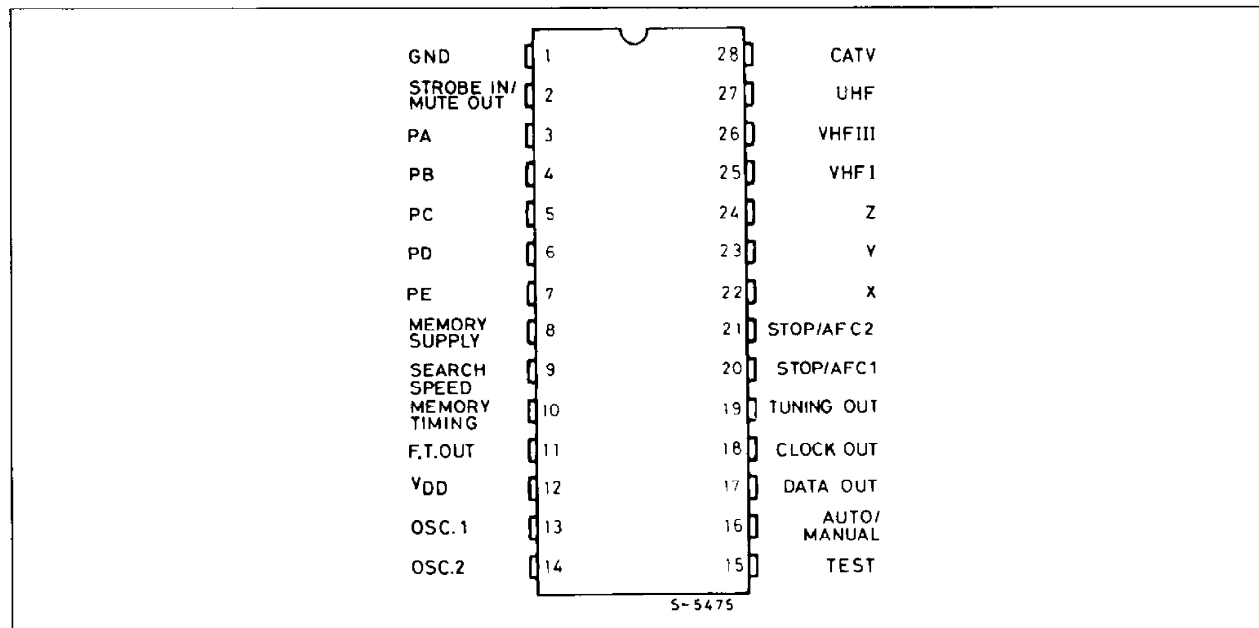 GND 1 28 CATV
STROBE IN/
MUTE OUT 2 27 UHF
PA 3 26 VHFIII
PB 4 25 VHF I
PC 5 24 Z
PD 6 23 Y
PE 7 22 X
MEMORY
SUPPLY 8 21 STOP/AFC2
SEARCH
SPEED 9 20 STOP/AFC1
MEMORY
TIMING 10 19 TUNING OUT
F.T.OUT 11 18 CLOCK OUT
VDD 12 17 DATA OUT
OSC.1 13 16 AUTO/
MANUAL
OSC.2 14 15 TEST
S-5475